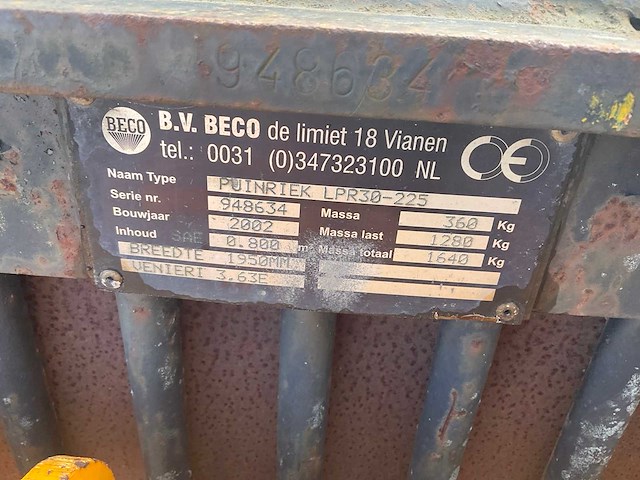 948634
BECO B.V. BECO de limiet 18 Vianen
tel.: 0031 (0)347323100 NL CE
Naam Type PUINRIEK LPR30-225
Serie nr. 948634 Massa 360 Kg
Bouwjaar 2002 Massa last 1280 Kg
Inhoud SAE 0.800 m³ Massa totaal 1640 Kg
BREEDTE 1950MM
VENIERI 3.63E